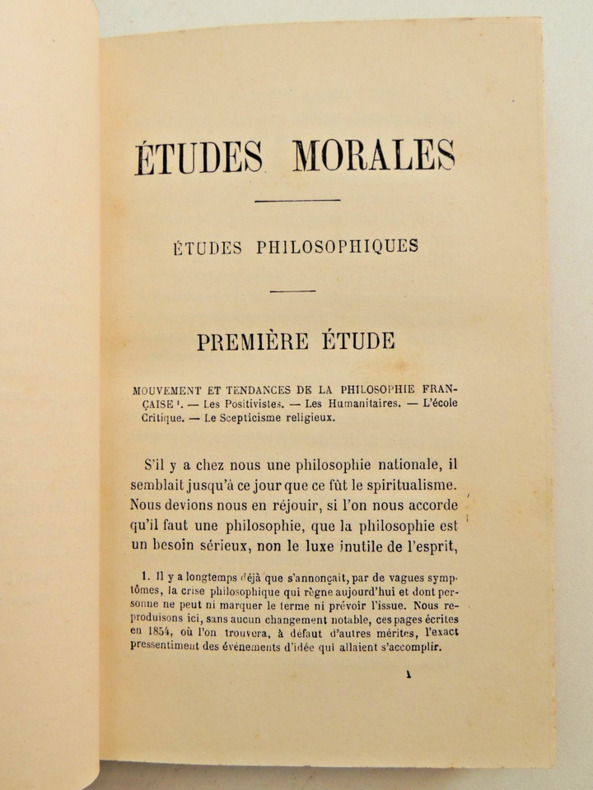 ÉTUDES MORALES
ÉTUDES PHILOSOPHIQUES
PREMIÈRE ÉTUDE
MOUVEMENT ET TENDANCES DE LA PHILOSOPHIE FRAN-
ÇAISE ¹. — Les Positivistes. — Les Humanitaires. — L'école
Critique. — Le Scepticisme religieux.
S'il y a chez nous une philosophie nationale, il
semblait jusqu'à ce jour que ce fût le spiritualisme.
Nous devions nous en réjouir, si l'on nous accorde
qu'il faut une philosophie, que la philosophie est
un besoin sérieux, non le luxe inutile de l'esprit,
1. Il y a longtemps déjà que s'annonçait, par de vagues symp-
tômes, la crise philosophique qui règne aujourd'hui et dont per-
sonne ne peut ni marquer le terme ni prévoir l'issue. Nous re-
produisons ici, sans aucun changement notable, ces pages écrites
en 1854, où l'on trouvera, à défaut d'autres mérites, l'exact
pressentiment des événements d'idée qui allaient s'accomplir.
1